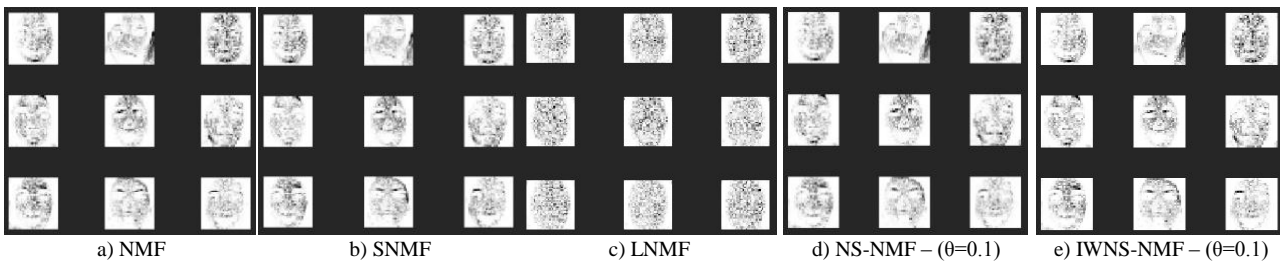 a) NMF
b) SNMF
c) LNMF
d) NS-NMF – (θ=0.1)
e) IWNS-NMF – (θ=0.1)